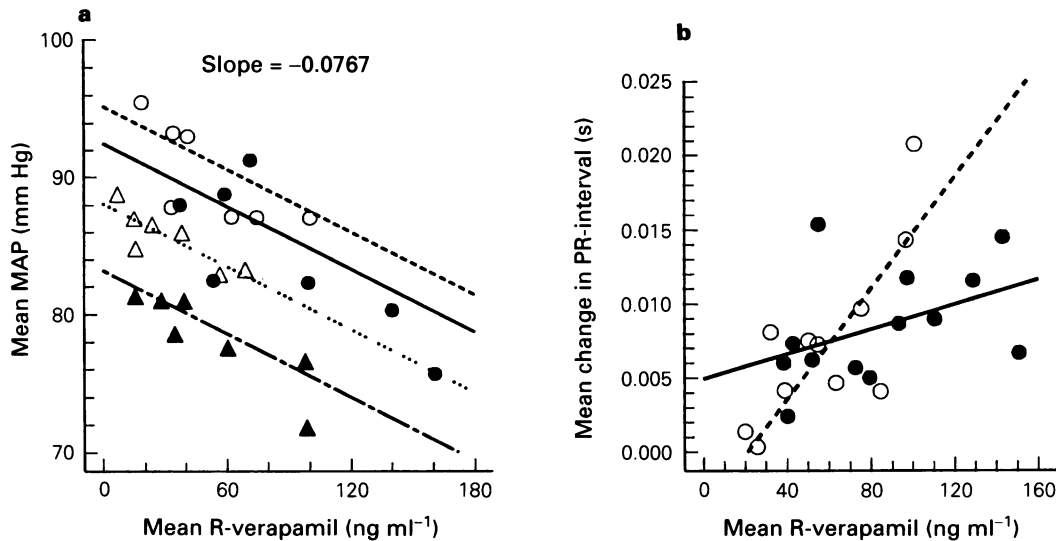 a
Slope = −0.0767
Mean MAP (mm Hg)
100
90
80
70
0 60 120 180
Mean R-verapamil (ng ml⁻¹)
b
Mean change in PR-interval (s)
0.025
0.020
0.015
0.010
0.005
0.000
0 40 80 120 160
Mean R-verapamil (ng ml⁻¹)